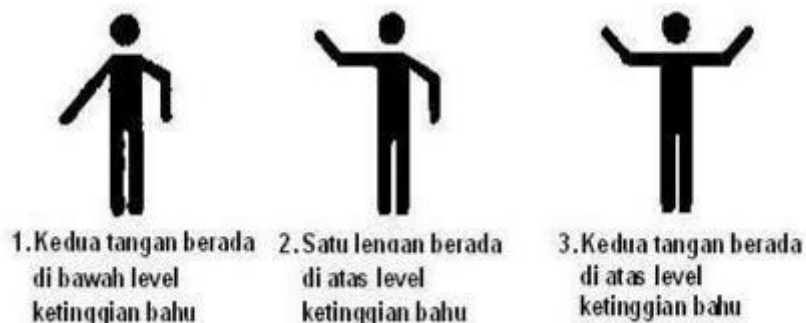 1. Kedua tangan berada
di bawah level
ketinggian bahu
2. Satu lengan berada
di atas level
ketinggian bahu
3. Kedua tangan berada
di atas level
ketinggian bahu